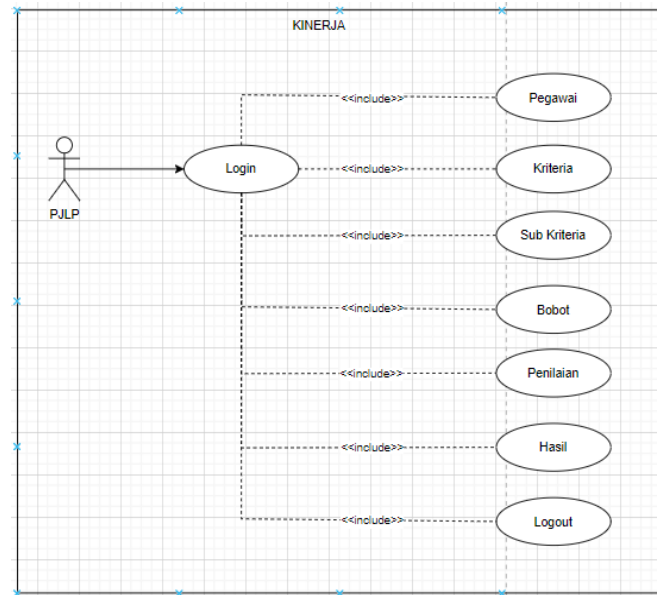 KINERJA
<<include>>
Pegawai
Login
<<include>>
Kriteria
PJLP
<<include>>
Sub Kriteria
<<include>>
Bobot
<<include>>
Penilaian
<<include>>
Hasil
<<include>>
Logout